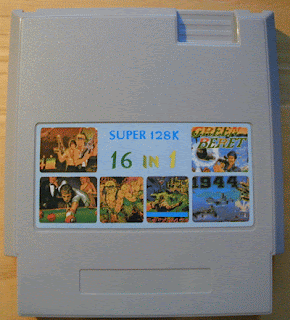 SUPER 128K
16 IN 1
GREEN
BERET
1944